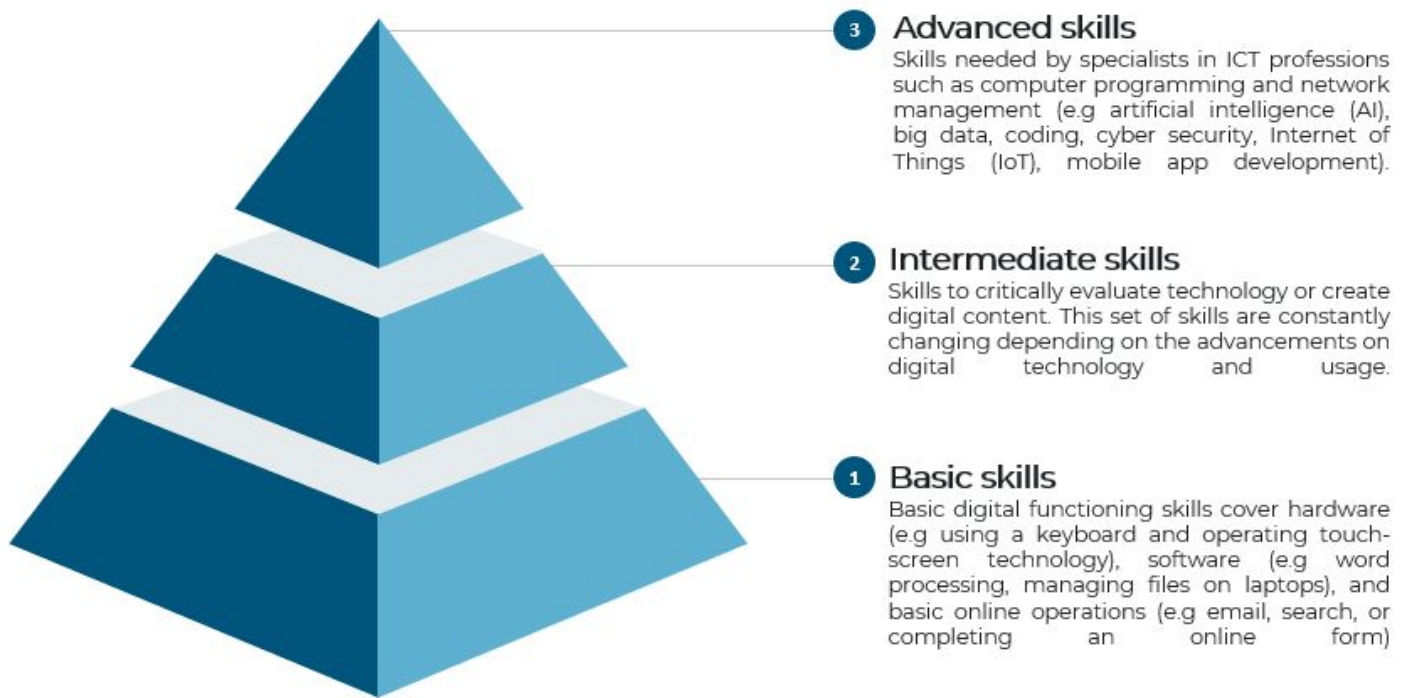 3
Advanced skills
Skills needed by specialists in ICT professions
such as computer programming and network
management (e.g artificial intelligence (AI),
big data, coding, cyber security, Internet of
Things (IoT), mobile app development).
2
Intermediate skills
Skills to critically evaluate technology or create
digital content. This set of skills are constantly
changing depending on the advancements on
digital technology and usage.
1
Basic skills
Basic digital functioning skills cover hardware
(e.g using a keyboard and operating touch-
screen technology), software (e.g word
processing, managing files on laptops), and
basic online operations (e.g email, search, or
completing an online form)